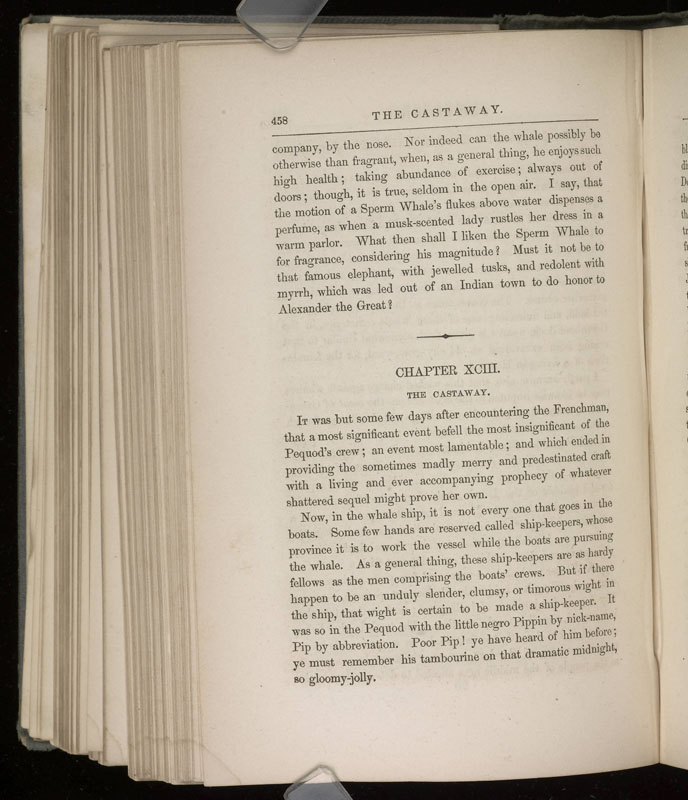 458
THE CASTAWAY.
company, by the nose. Nor indeed can the whale possibly be
otherwise than fragrant, when, as a general thing, he enjoys such
high health; taking abundance of exercise; always out of
doors; though, it is true, seldom in the open air. I say, that
the motion of a Sperm Whale's flukes above water dispenses a
perfume, as when a musk-scented lady rustles her dress in a
warm parlor. What then shall I liken the Sperm Whale to
for fragrance, considering his magnitude? Must it not be to
that famous elephant, with jewelled tusks, and redolent with
myrrh, which was led out of an Indian town to do honor to
Alexander the Great?
CHAPTER XCIII.
THE CASTAWAY.
IT was but some few days after encountering the Frenchman,
that a most significant event befell the most insignificant of the
Pequod's crew; an event most lamentable; and which ended in
providing the sometimes madly merry and predestinated craft
with a living and ever accompanying prophecy of whatever
shattered sequel might prove her own.
Now, in the whale ship, it is not every one that goes in the
boats. Some few hands are reserved called ship-keepers, whose
province it is to work the vessel while the boats are pursuing
the whale. As a general thing, these ship-keepers are as hardy
fellows as the men comprising the boats' crews. But if there
happen to be an unduly slender, clumsy, or timorous wight in
the ship, that wight is certain to be made a ship-keeper. It
was so in the Pequod with the little negro Pippin by nick-name,
Pip by abbreviation. Poor Pip! ye have heard of him before;
ye must remember his tambourine on that dramatic midnight,
so gloomy-jolly.